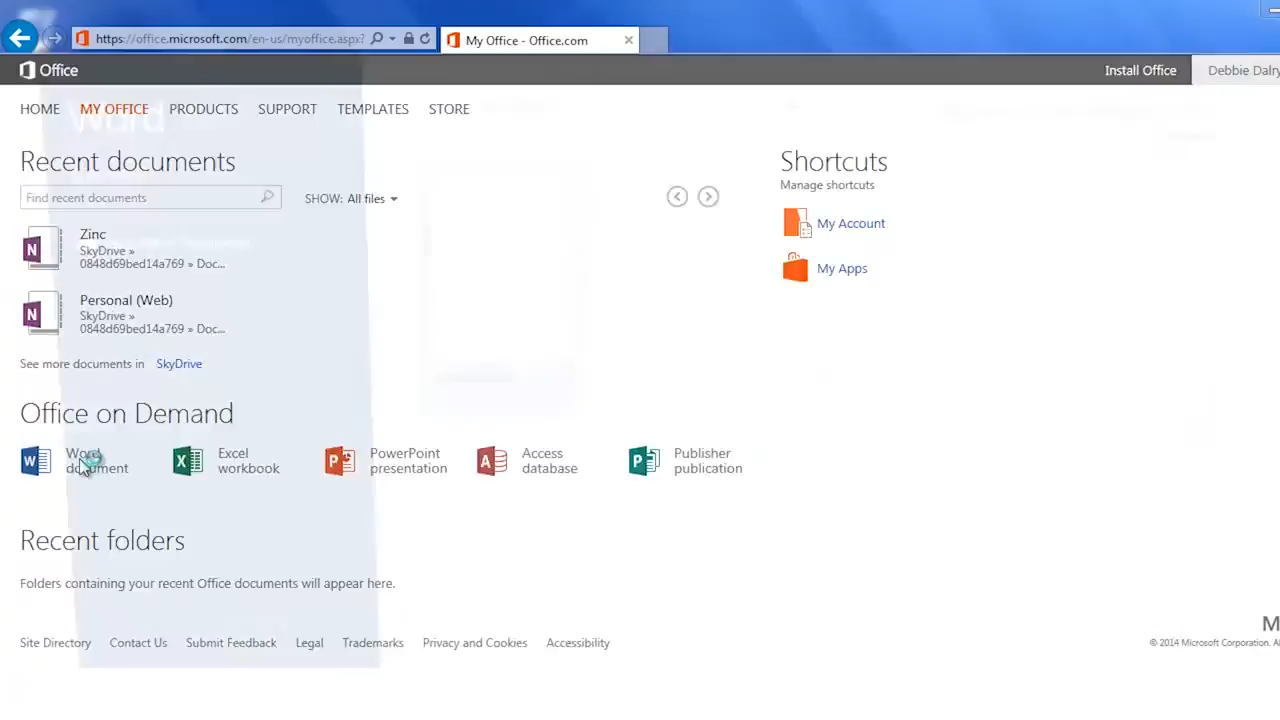 https://office.microsoft.com/en-us/myoffice.aspx?
My Office - Office.com
Office
Install Office
Debbie Dalry
HOME
MY OFFICE
PRODUCTS
SUPPORT
TEMPLATES
STORE
Word
Recent documents
Find recent documents
SHOW: All files
Zinc
SkyDrive »
0848d69bed14a769 » Doc...
Personal (Web)
SkyDrive »
0848d69bed14a769 » Doc...
See more documents in SkyDrive
Shortcuts
Manage shortcuts
My Account
My Apps
Office on Demand
Word
document
Excel
workbook
PowerPoint
presentation
Access
database
Publisher
publication
Recent folders
Folders containing your recent Office documents will appear here.
Site Directory
Contact Us
Submit Feedback
Legal
Trademarks
Privacy and Cookies
Accessibility
M
© 2014 Microsoft Corporation. Al